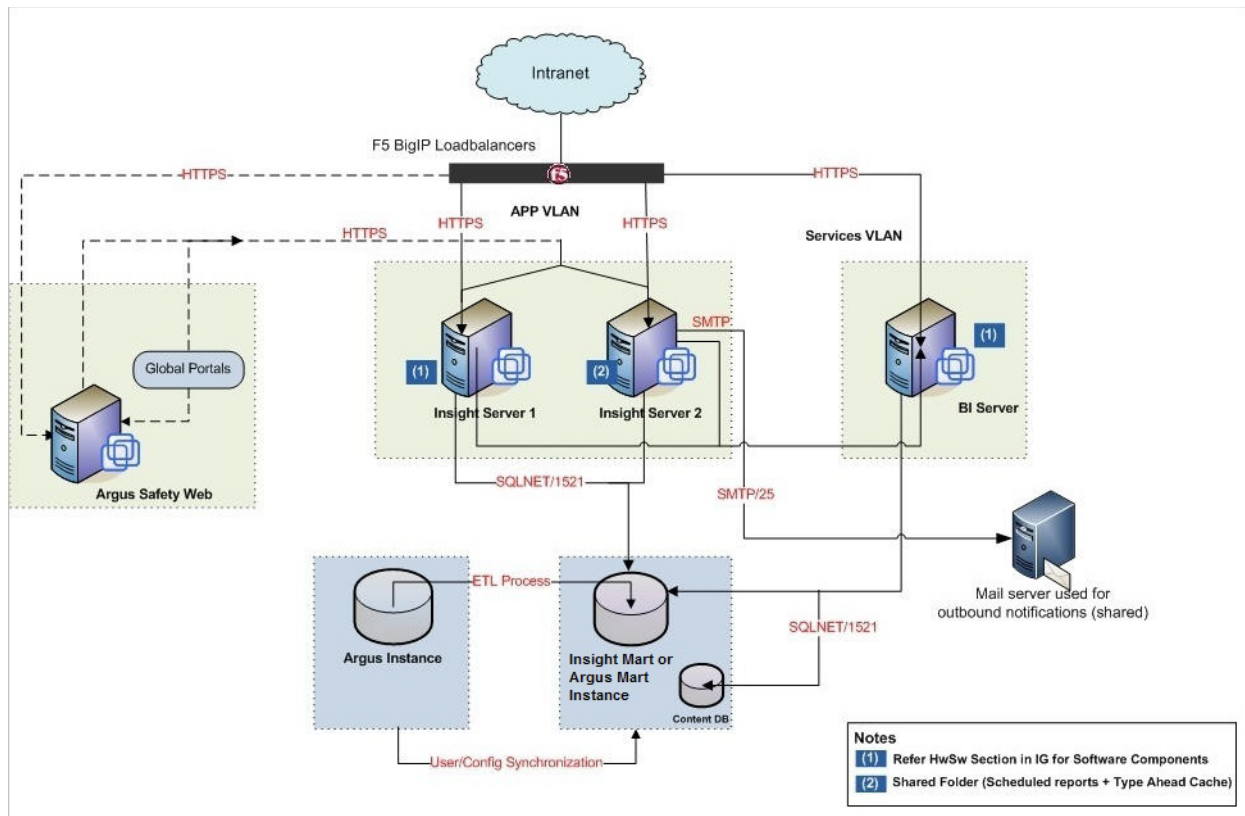 Intranet
F5 BigIP Loadbalancers
f5
HTTPS
HTTPS
APP VLAN
HTTPS
HTTPS
HTTPS
Services VLAN
SMTP
(1)
Global Portals
(1)
(2)
Insight Server 1
Insight Server 2
BI Server
Argus Safety Web
SQLNET/1521
SMTP/25
ETL Process
Mail server used for
outbound notifications (shared)
SQLNET/1521
Argus Instance
Insight Mart or
Argus Mart
Instance
Content DB
User/Config Synchronization
Notes
(1) Refer HwSw Section in IG for Software Components
(2) Shared Folder (Scheduled reports + Type Ahead Cache)